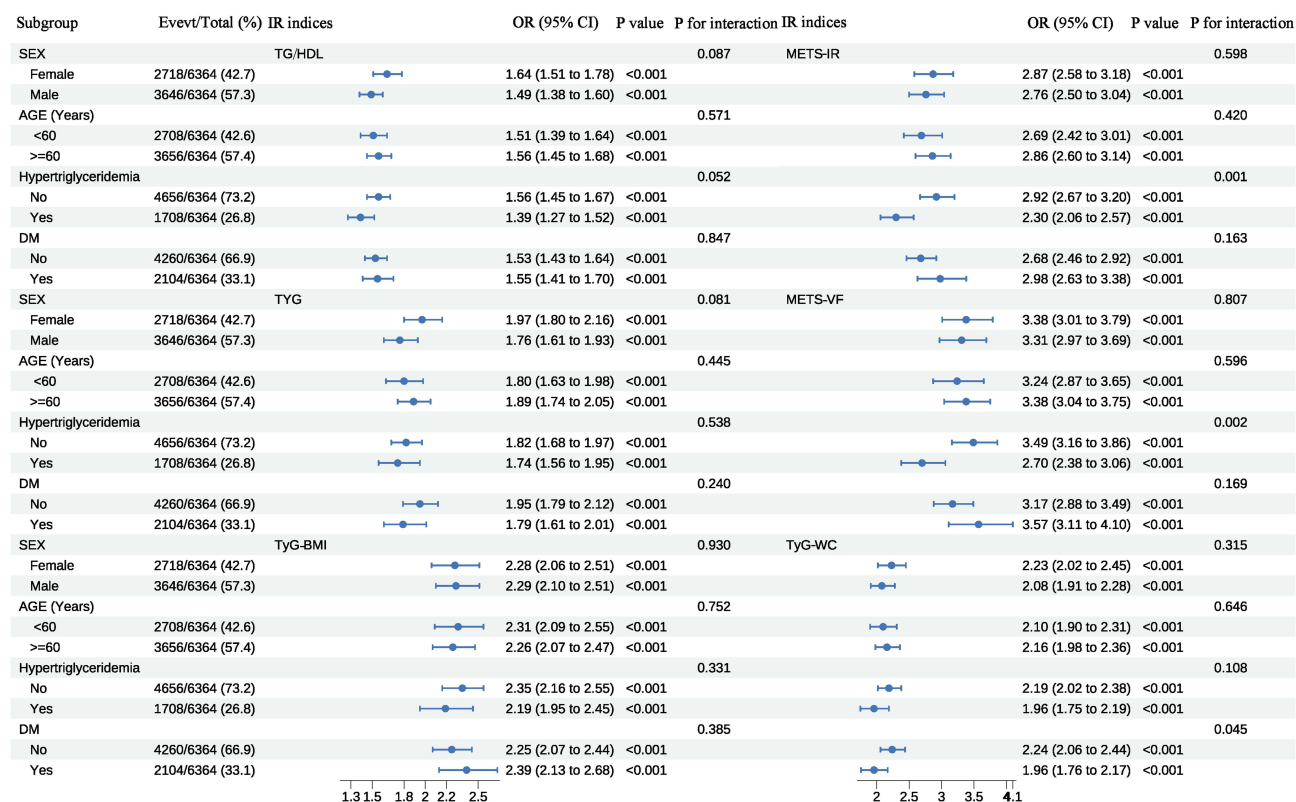 Subgroup Evevt/Total (%) IR indices OR (95% CI) P value P for interaction IR indices OR (95% CI) P value P for interaction
SEX TG/HDL 0.087 METS-IR 0.598
Female 2718/6364 (42.7) 1.64 (1.51 to 1.78) <0.001 2.87 (2.58 to 3.18) <0.001
Male 3646/6364 (57.3) 1.49 (1.38 to 1.60) <0.001 2.76 (2.50 to 3.04) <0.001
AGE (Years) 0.571 0.420
<60 2708/6364 (42.6) 1.51 (1.39 to 1.64) <0.001 2.69 (2.42 to 3.01) <0.001
>=60 3656/6364 (57.4) 1.56 (1.45 to 1.68) <0.001 2.86 (2.60 to 3.14) <0.001
Hypertriglyceridemia 0.052 0.001
No 4656/6364 (73.2) 1.56 (1.45 to 1.67) <0.001 2.92 (2.67 to 3.20) <0.001
Yes 1708/6364 (26.8) 1.39 (1.27 to 1.52) <0.001 2.30 (2.06 to 2.57) <0.001
DM 0.847 0.163
No 4260/6364 (66.9) 1.53 (1.43 to 1.64) <0.001 2.68 (2.46 to 2.92) <0.001
Yes 2104/6364 (33.1) 1.55 (1.41 to 1.70) <0.001 2.98 (2.63 to 3.38) <0.001
SEX TYG 0.081 METS-VF 0.807
Female 2718/6364 (42.7) 1.97 (1.80 to 2.16) <0.001 3.38 (3.01 to 3.79) <0.001
Male 3646/6364 (57.3) 1.76 (1.61 to 1.93) <0.001 3.31 (2.97 to 3.69) <0.001
AGE (Years) 0.445 0.596
<60 2708/6364 (42.6) 1.80 (1.63 to 1.98) <0.001 3.24 (2.87 to 3.65) <0.001
>=60 3656/6364 (57.4) 1.89 (1.74 to 2.05) <0.001 3.38 (3.04 to 3.75) <0.001
Hypertriglyceridemia 0.538 0.002
No 4656/6364 (73.2) 1.82 (1.68 to 1.97) <0.001 3.49 (3.16 to 3.86) <0.001
Yes 1708/6364 (26.8) 1.74 (1.56 to 1.95) <0.001 2.70 (2.38 to 3.06) <0.001
DM 0.240 0.169
No 4260/6364 (66.9) 1.95 (1.79 to 2.12) <0.001 3.17 (2.88 to 3.49) <0.001
Yes 2104/6364 (33.1) 1.79 (1.61 to 2.01) <0.001 3.57 (3.11 to 4.10) <0.001
SEX TyG-BMI 0.930 TyG-WC 0.315
Female 2718/6364 (42.7) 2.28 (2.06 to 2.51) <0.001 2.23 (2.02 to 2.45) <0.001
Male 3646/6364 (57.3) 2.29 (2.10 to 2.51) <0.001 2.08 (1.91 to 2.28) <0.001
AGE (Years) 0.752 0.646
<60 2708/6364 (42.6) 2.31 (2.09 to 2.55) <0.001 2.10 (1.90 to 2.31) <0.001
>=60 3656/6364 (57.4) 2.26 (2.07 to 2.47) <0.001 2.16 (1.98 to 2.36) <0.001
Hypertriglyceridemia 0.331 0.108
No 4656/6364 (73.2) 2.35 (2.16 to 2.55) <0.001 2.19 (2.02 to 2.38) <0.001
Yes 1708/6364 (26.8) 2.19 (1.95 to 2.45) <0.001 1.96 (1.75 to 2.19) <0.001
DM 0.385 0.045
No 4260/6364 (66.9) 2.25 (2.07 to 2.44) <0.001 2.24 (2.06 to 2.44) <0.001
Yes 2104/6364 (33.1) 2.39 (2.13 to 2.68) <0.001 1.96 (1.76 to 2.17) <0.001
1.3 1.5 1.8 2 2.2 2.5 2 2.5 3 3.5 4 4.1